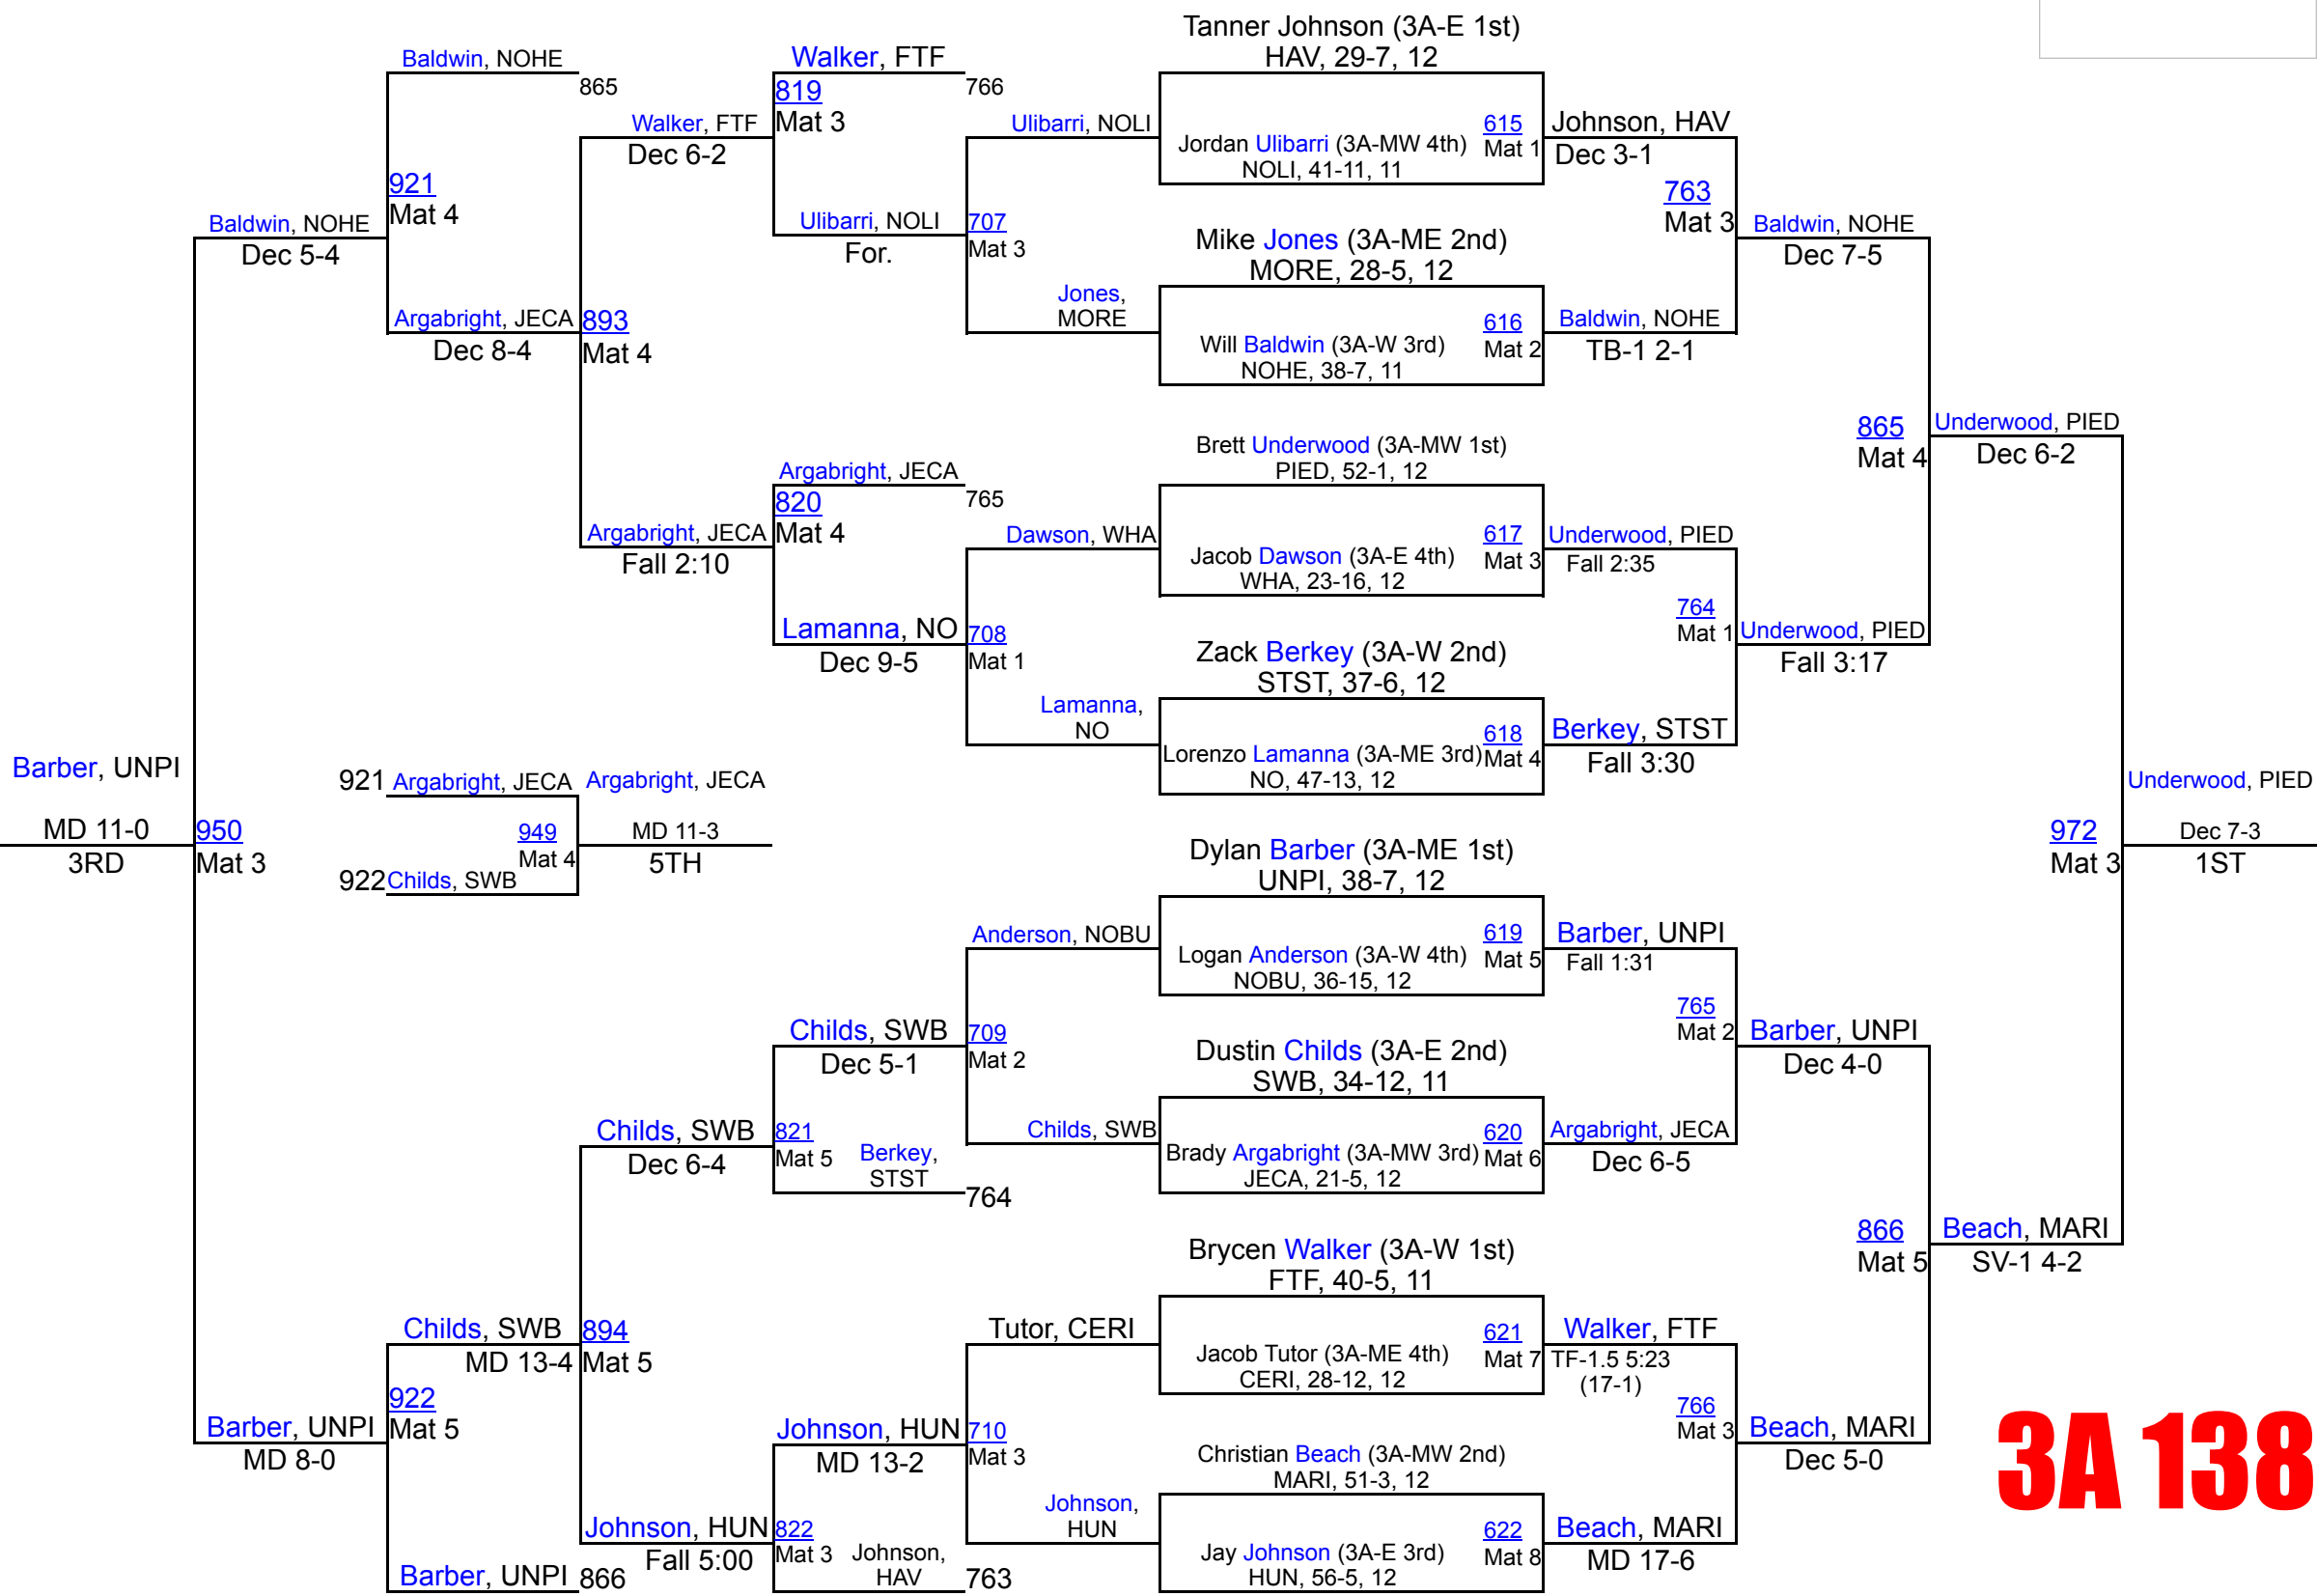 Tanner Johnson (3A-E 1st)
HAV, 29-7, 12
Baldwin, NOHE
865
Walker, FTF
766
819
Mat 3
Walker, FTF
Dec 6-2
Ulibarri, NOLI
Jordan Ulibarri (3A-MW 4th)
NOLI, 41-11, 11
615
Mat 1
Johnson, HAV
Dec 3-1
921
Mat 4
763
Mat 3
Baldwin, NOHE
Dec 5-4
Ulibarri, NOLI
For.
707
Mat 3
Mike Jones (3A-ME 2nd)
MORE, 28-5, 12
Baldwin, NOHE
Dec 7-5
Argabright, JECA
Dec 8-4
893
Mat 4
Jones,
MORE
Will Baldwin (3A-W 3rd)
NOHE, 38-7, 11
616
Mat 2
Baldwin, NOHE
TB-1 2-1
Brett Underwood (3A-MW 1st)
PIED, 52-1, 12
865
Mat 4
Underwood, PIED
Dec 6-2
Argabright, JECA
765
820
Mat 4
Argabright, JECA
Fall 2:10
Dawson, WHA
Jacob Dawson (3A-E 4th)
WHA, 23-16, 12
617
Mat 3
Underwood, PIED
Fall 2:35
764
Mat 1
Underwood, PIED
Fall 3:17
Lamanna, NO
Dec 9-5
708
Mat 1
Zack Berkey (3A-W 2nd)
STST, 37-6, 12
Lamanna,
NO
Lorenzo Lamanna (3A-ME 3rd)
NO, 47-13, 12
618
Mat 4
Berkey, STST
Fall 3:30
Barber, UNPI
MD 11-0
3RD
950
Mat 3
921 Argabright, JECA
922 Childs, SWB
949
Mat 4
Argabright, JECA
MD 11-3
5TH
972
Mat 3
Underwood, PIED
Dec 7-3
1ST
Dylan Barber (3A-ME 1st)
UNPI, 38-7, 12
Anderson, NOBU
Logan Anderson (3A-W 4th)
NOBU, 36-15, 12
619
Mat 5
Barber, UNPI
Fall 1:31
765
Mat 2
Barber, UNPI
Dec 4-0
Childs, SWB
Dec 5-1
709
Mat 2
Dustin Childs (3A-E 2nd)
SWB, 34-12, 11
Childs, SWB
Dec 6-4
821
Mat 5
Berkey,
STST
764
Childs, SWB
Brady Argabright (3A-MW 3rd)
JECA, 21-5, 12
620
Mat 6
Argabright, JECA
Dec 6-5
866
Mat 5
Beach, MARI
SV-1 4-2
Brycen Walker (3A-W 1st)
FTF, 40-5, 11
Childs, SWB
MD 13-4
894
Mat 5
Tutor, CERI
Jacob Tutor (3A-ME 4th)
CERI, 28-12, 12
621
Mat 7
Walker, FTF
TF-1.5 5:23
(17-1)
922
Mat 5
Barber, UNPI
MD 8-0
Johnson, HUN
MD 13-2
710
Mat 3
Christian Beach (3A-MW 2nd)
MARI, 51-3, 12
766
Mat 3
Beach, MARI
Dec 5-0
3A 138
Johnson, HUN
Fall 5:00
822
Mat 3
Johnson,
HAV
763
Johnson,
HUN
Jay Johnson (3A-E 3rd)
HUN, 56-5, 12
622
Mat 8
Beach, MARI
MD 17-6
Barber, UNPI
866